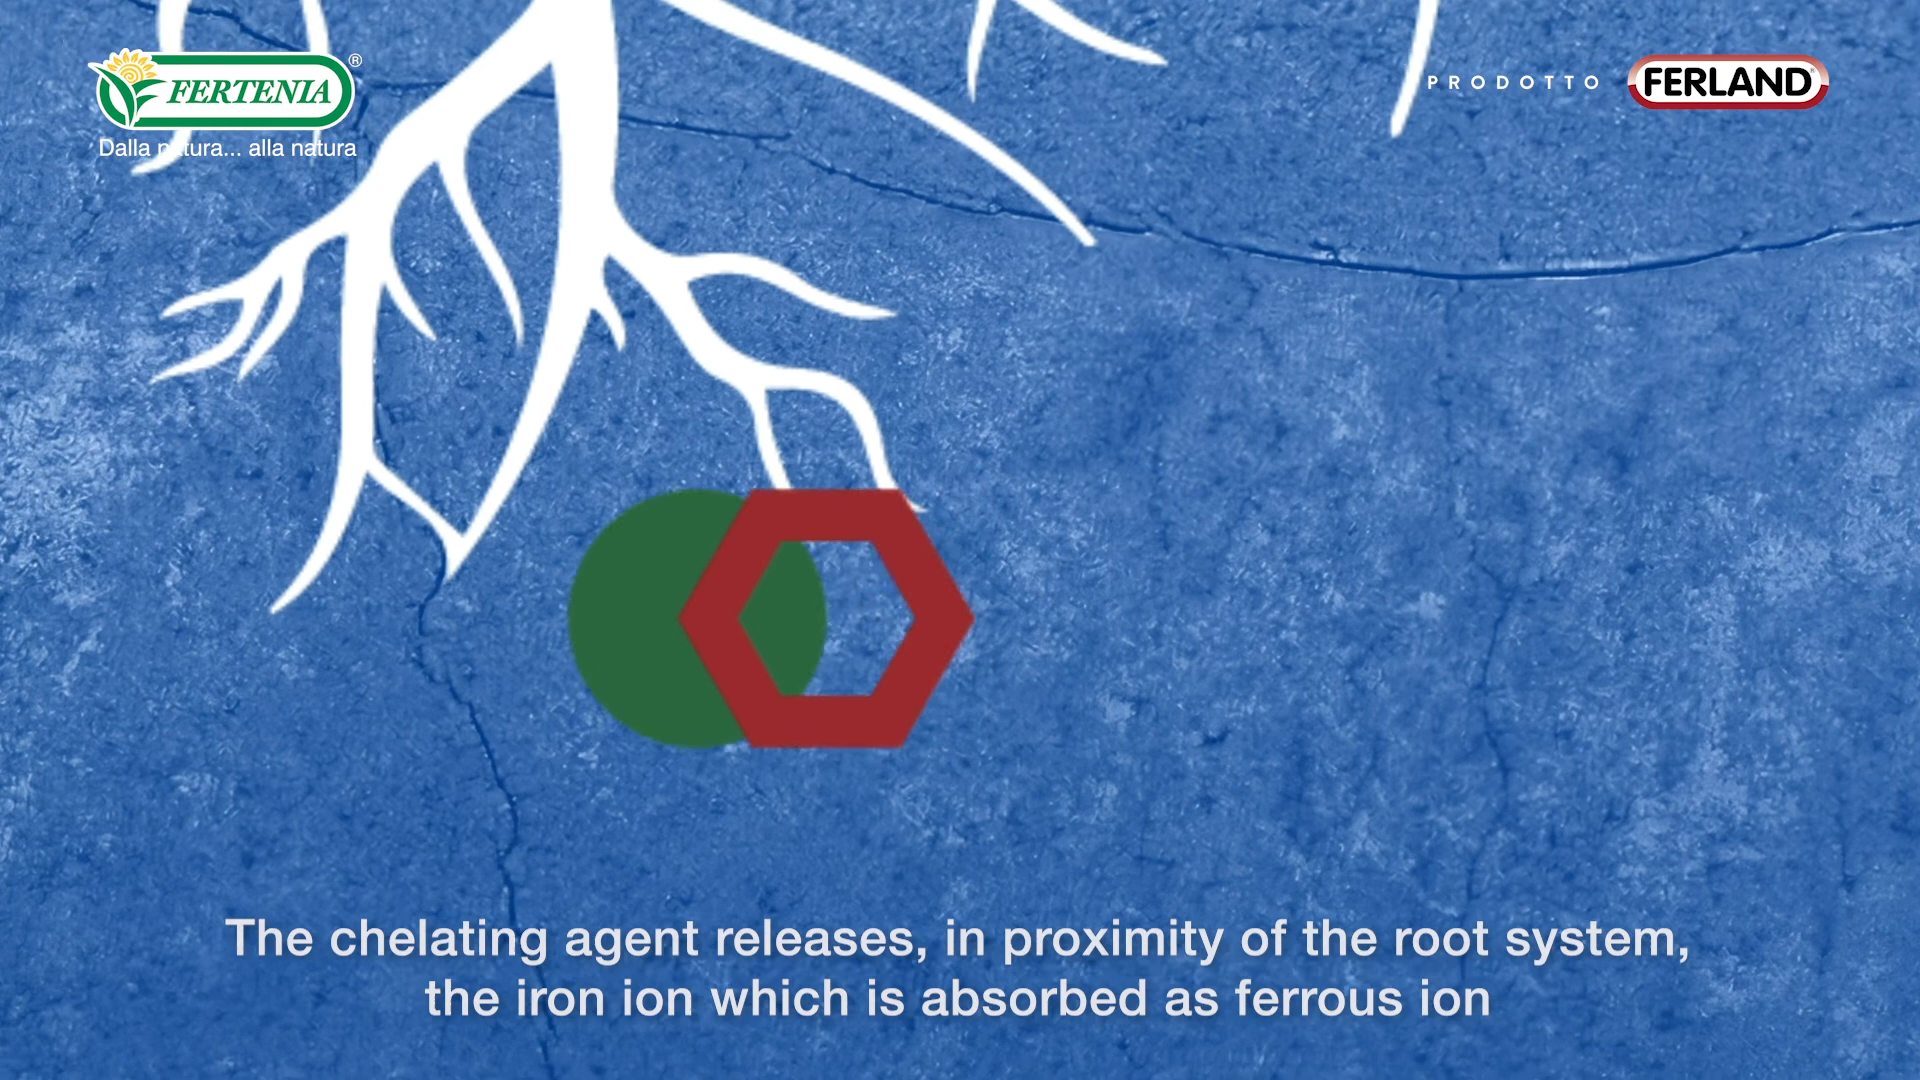 FERTENIA®
Dalla natura... alla natura
PRODOTTO FERLAND®
The chelating agent releases, in proximity of the root system,
the iron ion which is absorbed as ferrous ion